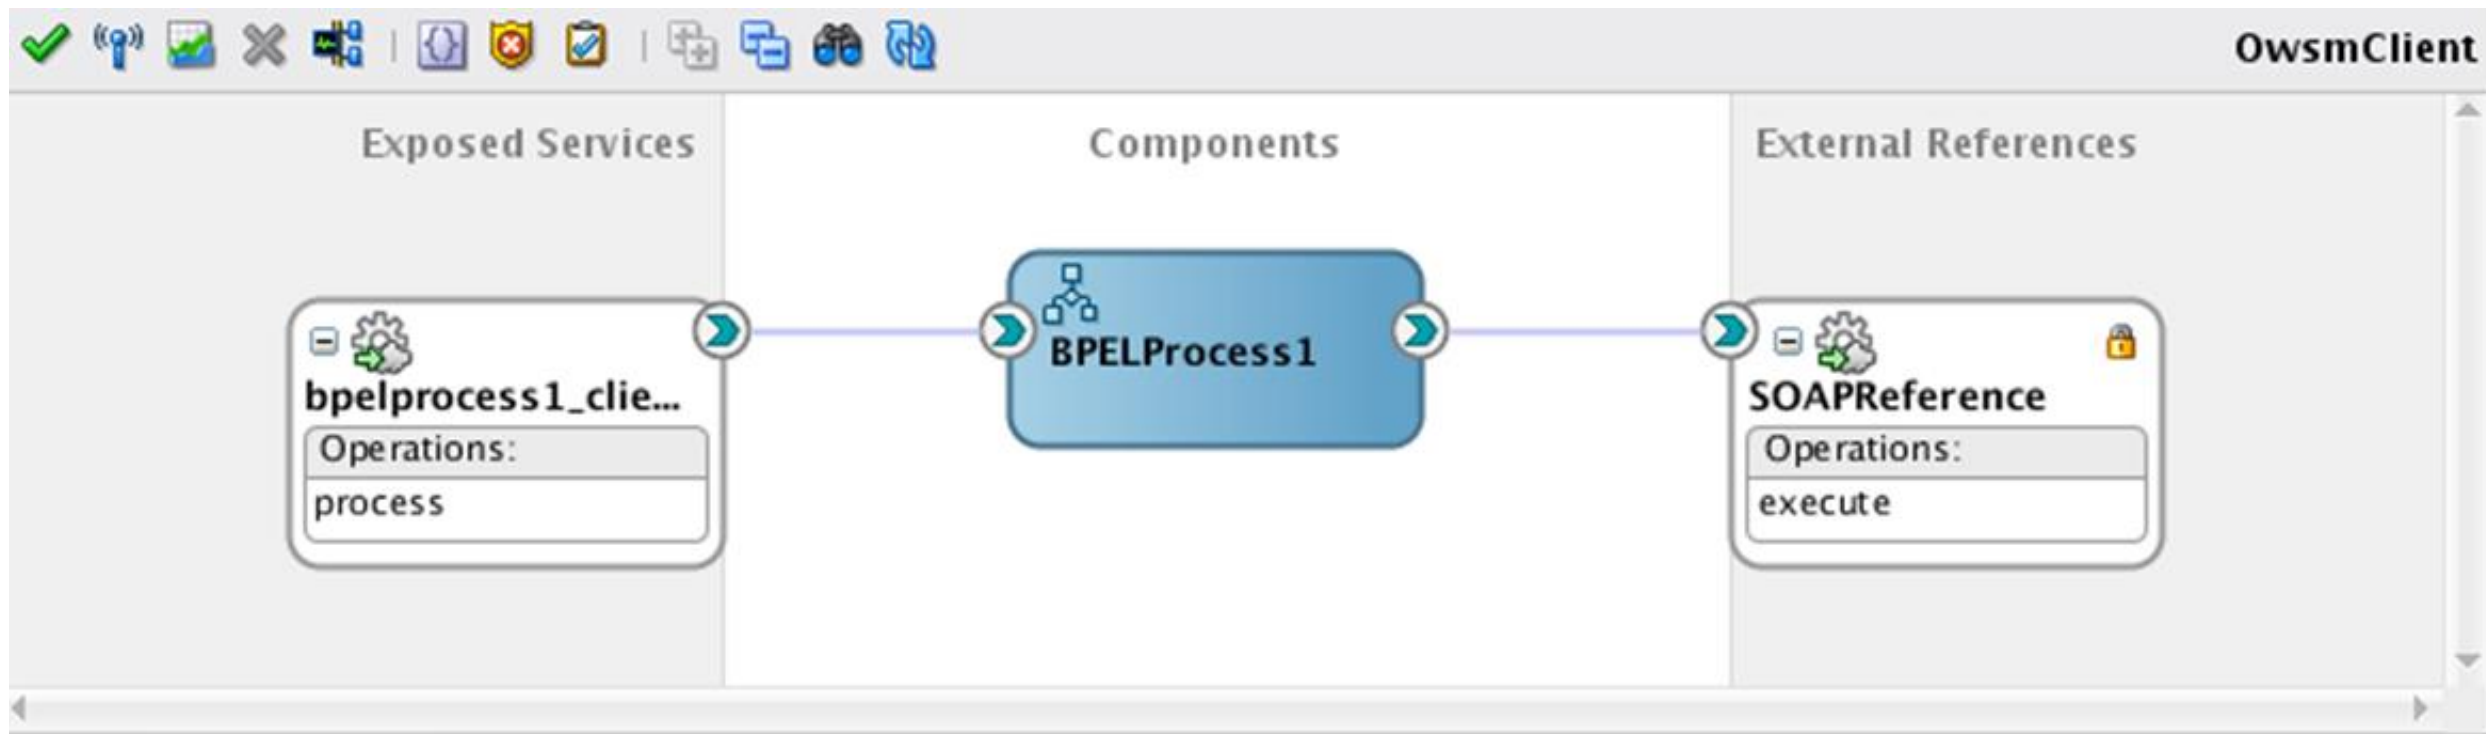 OwsmClient
Exposed Services
Components
External References
bpelprocess1_clie...
Operations:
process
BPELProcess1
SOAPReference
Operations:
execute